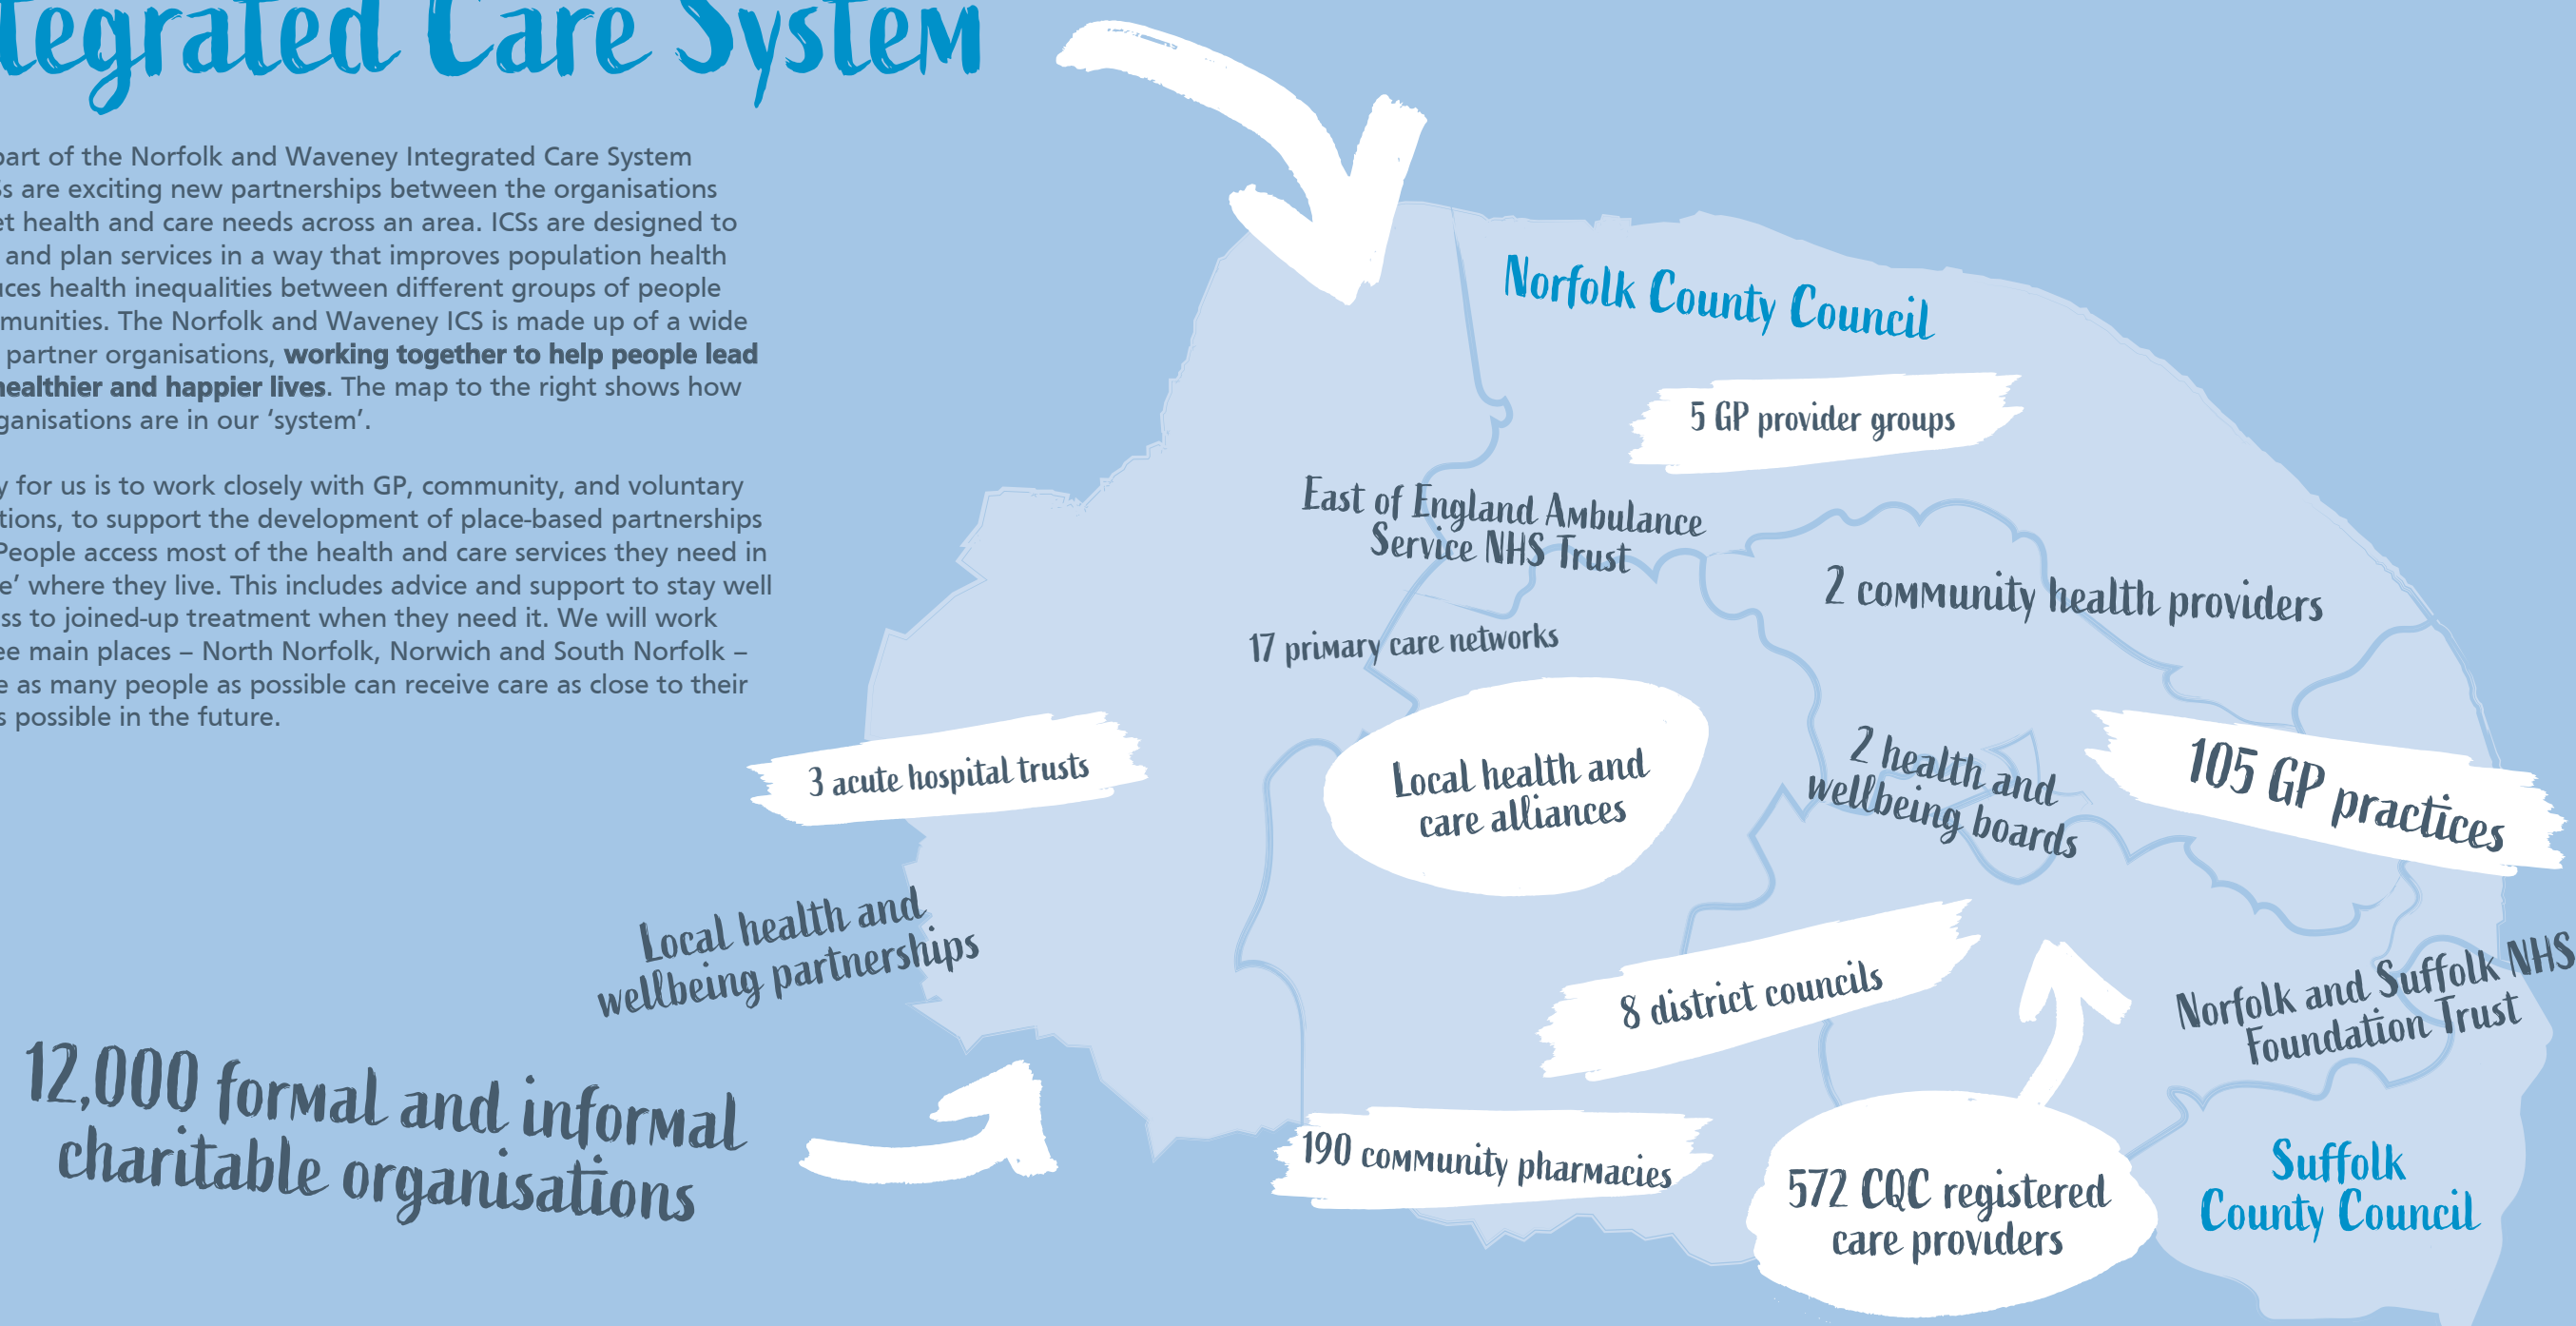 tegrated Care System
part of the Norfolk and Waveney Integrated Care System
s are exciting new partnerships between the organisations
et health and care needs across an area. ICSs are designed to
and plan services in a way that improves population health
uces health inequalities between different groups of people
munities. The Norfolk and Waveney ICS is made up of a wide
partner organisations, working together to help people lead
healthier and happier lives. The map to the right shows how
ganisations are in our ‘system’.
y for us is to work closely with GP, community, and voluntary
tions, to support the development of place-based partnerships
People access most of the health and care services they need in
e’ where they live. This includes advice and support to stay well
ss to joined-up treatment when they need it. We will work
ee main places – North Norfolk, Norwich and South Norfolk –
e as many people as possible can receive care as close to their
s possible in the future.
Norfolk County Council
5 GP provider groups
East of England Ambulance
Service NHS Trust
2 community health providers
17 primary care networks
3 acute hospital trusts
Local health and
care alliances
2 health and
wellbeing boards
105 GP practices
Local health and
wellbeing partnerships
8 district councils
Norfolk and Suffolk NHS
Foundation Trust
12,000 formal and informal
charitable organisations
190 community pharmacies
572 CQC registered
care providers
Suffolk
County Council